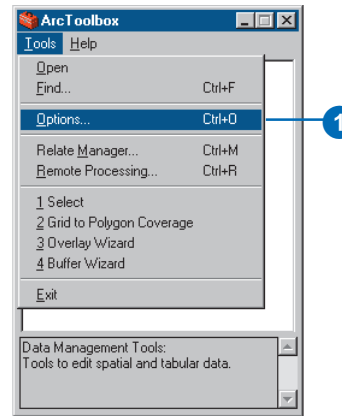 ArcToolbox
Tools Help
Open
Find... Ctrl+F
Options... Ctrl+O
1
Relate Manager... Ctrl+M
Remote Processing... Ctrl+R
1 Select
2 Grid to Polygon Coverage
3 Overlay Wizard
4 Buffer Wizard
Exit
Data Management Tools:
Tools to edit spatial and tabular data.